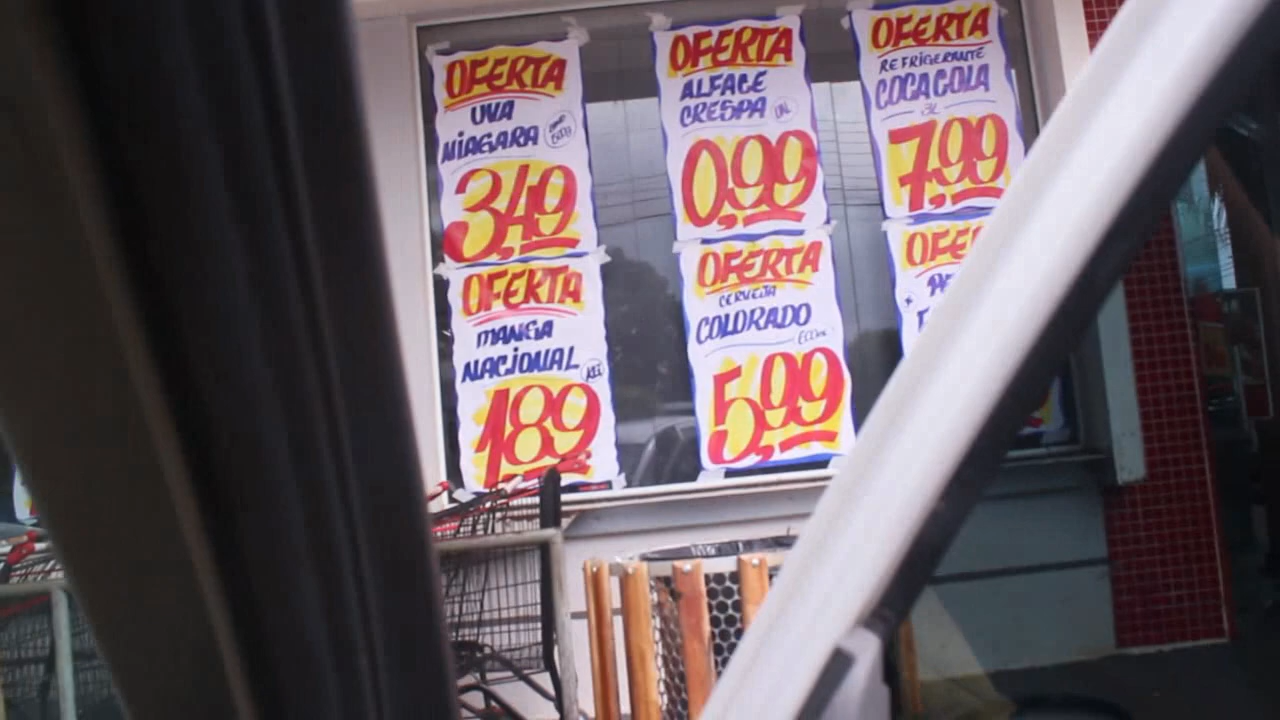 OFERTA
UVA
NIAGARA
3,49
OFERTA
ALFACE
CRESPA
0,99
OFERTA
REFRIGERANTE
COCA COLA
3L
7,99
OFERTA
MANGA
NACIONAL
1,89
OFERTA
CERVEJA
COLORADO
5,99